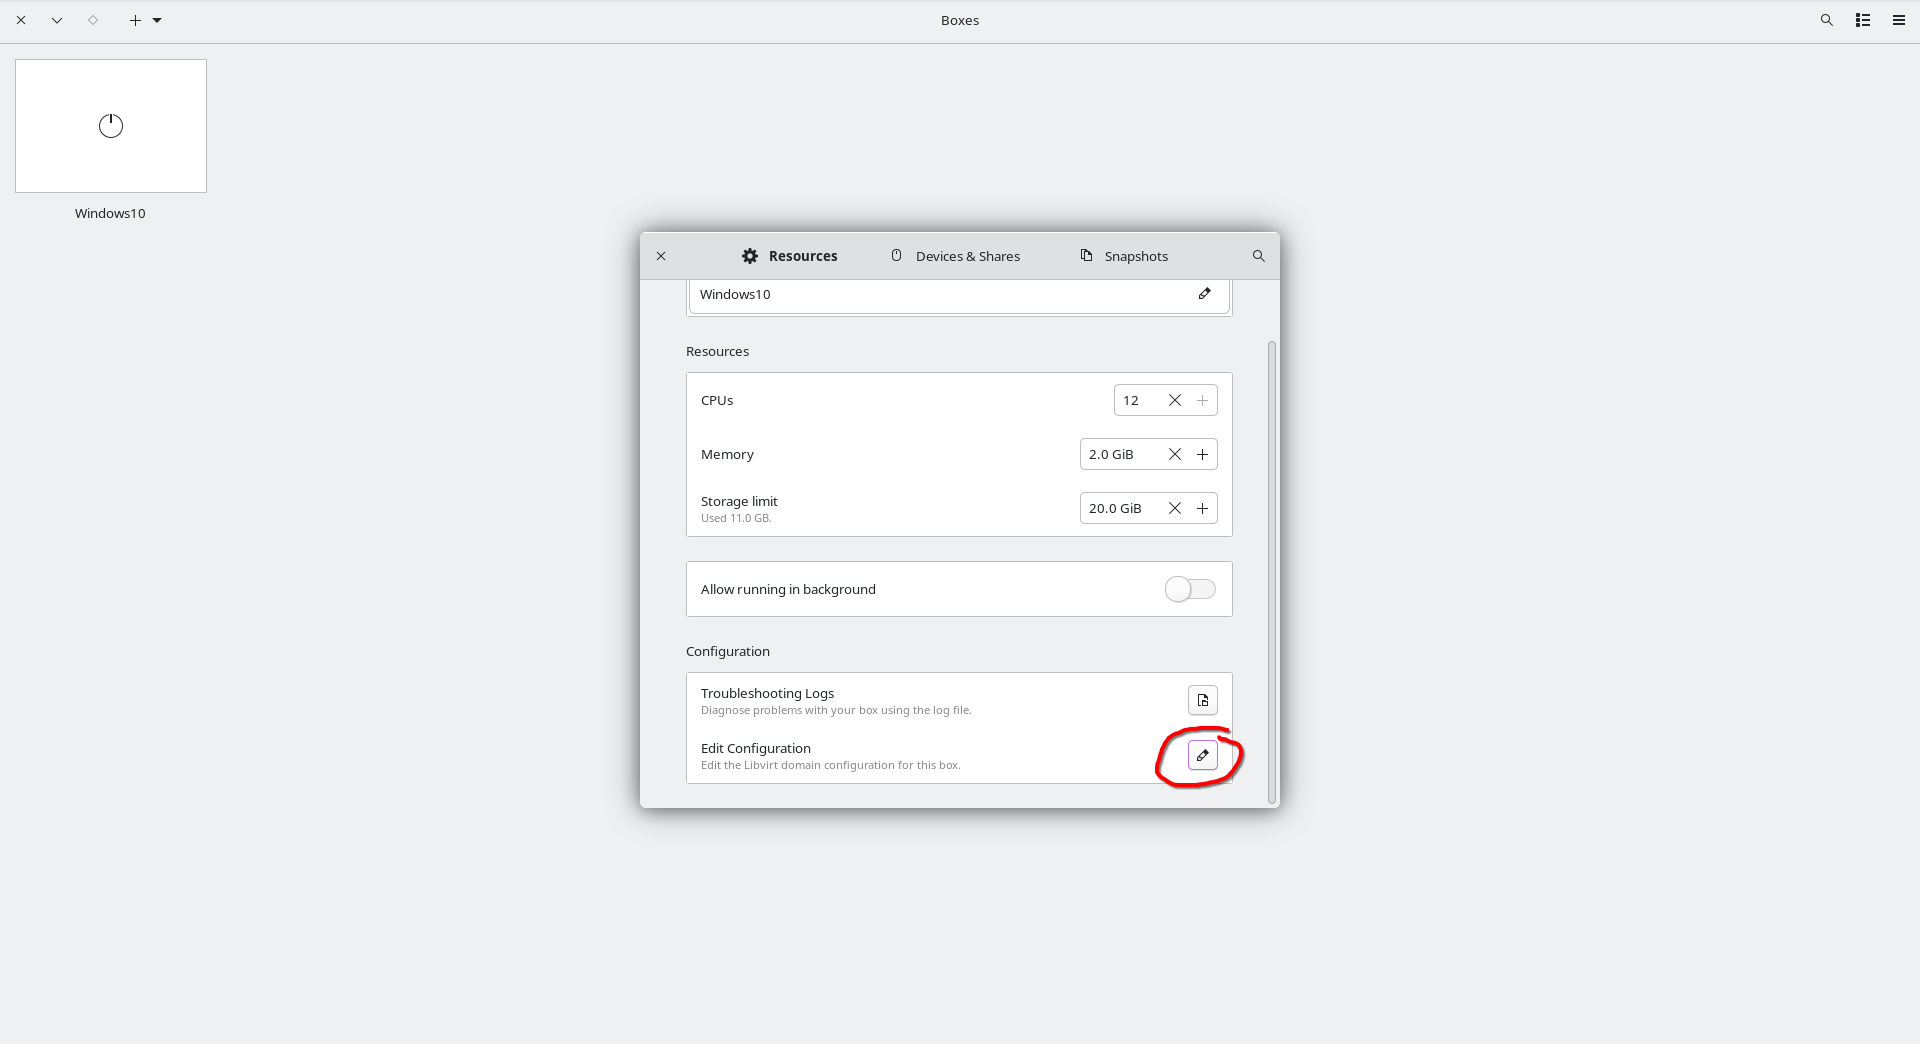 Boxes
Windows10
Resources Devices & Shares Snapshots
Windows10
Resources
CPUs 12
Memory 2.0 GiB
Storage limit 20.0 GiB
Used 11.0 GB.
Allow running in background
Configuration
Troubleshooting Logs
Diagnose problems with your box using the log file.
Edit Configuration
Edit the Libvirt domain configuration for this box.